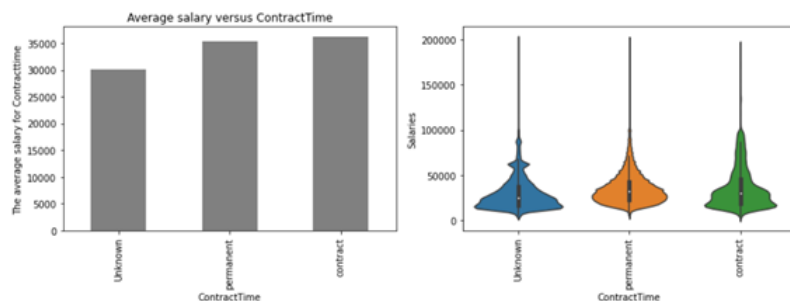 Average salary versus ContractTime
The average salary for Contracttime
35000
30000
25000
20000
15000
10000
5000
0
Unknown
permanent
contract
ContractTime
Salaries
200000
150000
100000
50000
0
Unknown
permanent
contract
ContractTime